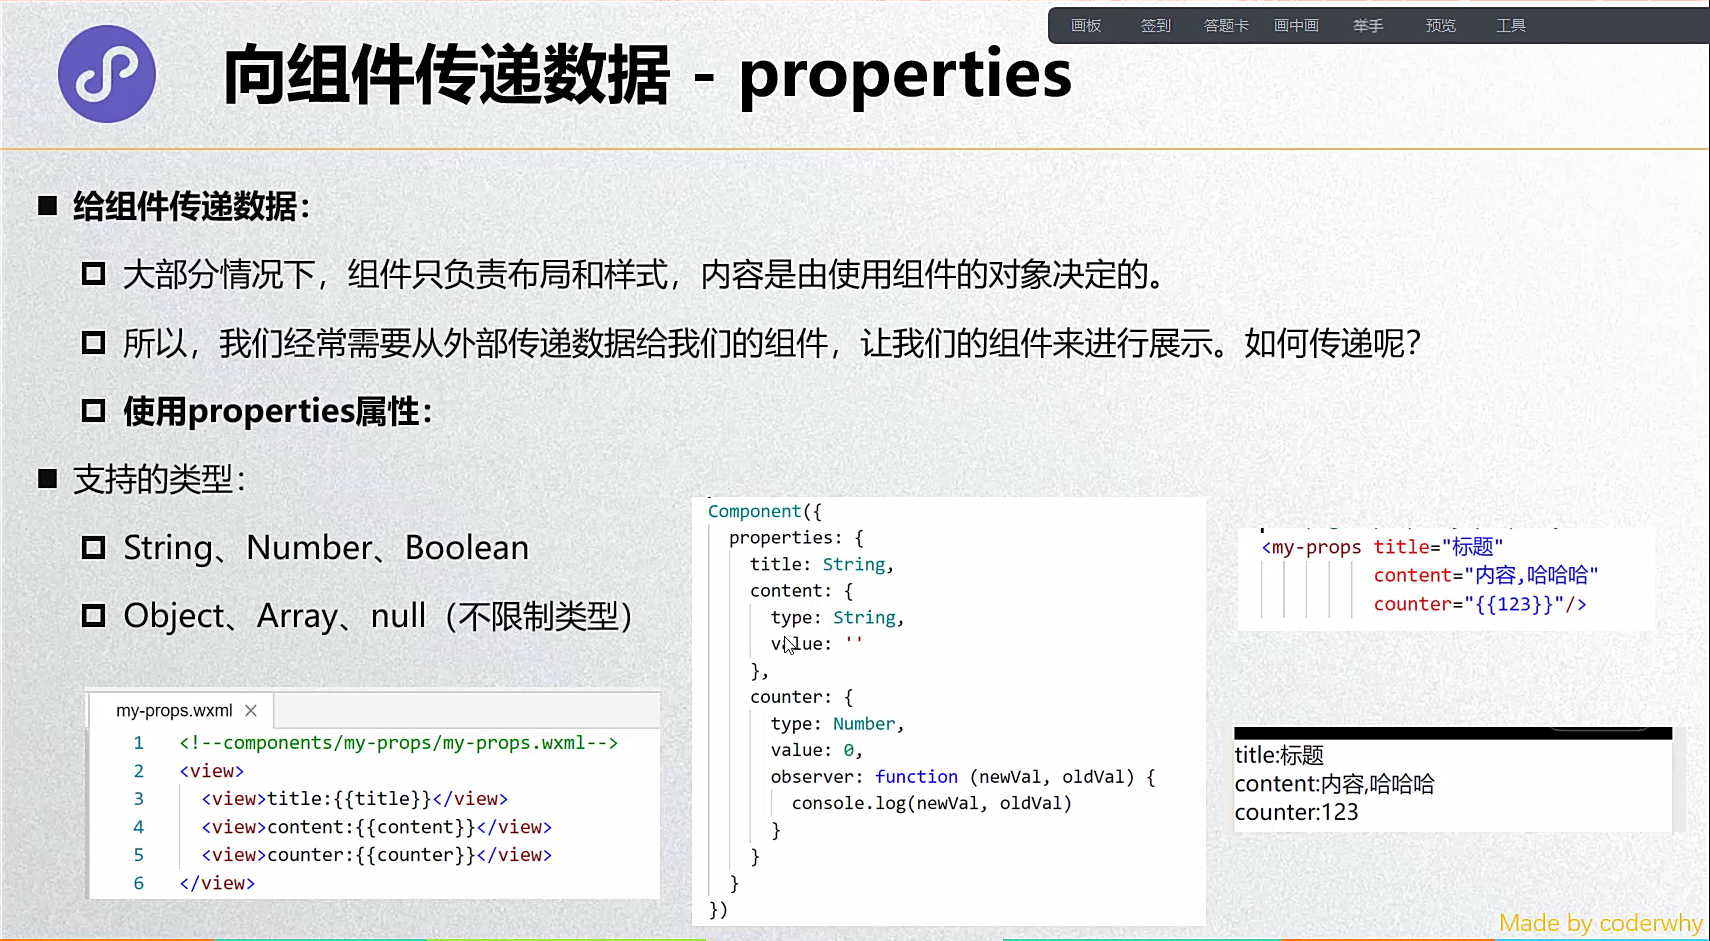 画板 签到 答题卡 画中画 举手 预览 工具
向组件传递数据 - properties
给组件传递数据：
大部分情况下，组件只负责布局和样式，内容是由使用组件的对象决定的。
所以，我们经常需要从外部传递数据给我们的组件，让我们的组件来进行展示。如何传递呢？
使用properties属性：
支持的类型：
String、Number、Boolean
Object、Array、null（不限制类型）
my-props.wxml ×
1 <!--components/my-props/my-props.wxml-->
2 <view>
3 <view>title:{{title}}</view>
4 <view>content:{{content}}</view>
5 <view>counter:{{counter}}</view>
6 </view>
Component({
properties: {
title: String,
content: {
type: String,
value: ''
},
counter: {
type: Number,
value: 0,
observer: function (newVal, oldVal) {
console.log(newVal, oldVal)
}
}
}
})
<my-props title="标题"
content="内容,哈哈哈"
counter="{{123}}"/>
title:标题
content:内容,哈哈哈
counter:123
Made by coderwhy